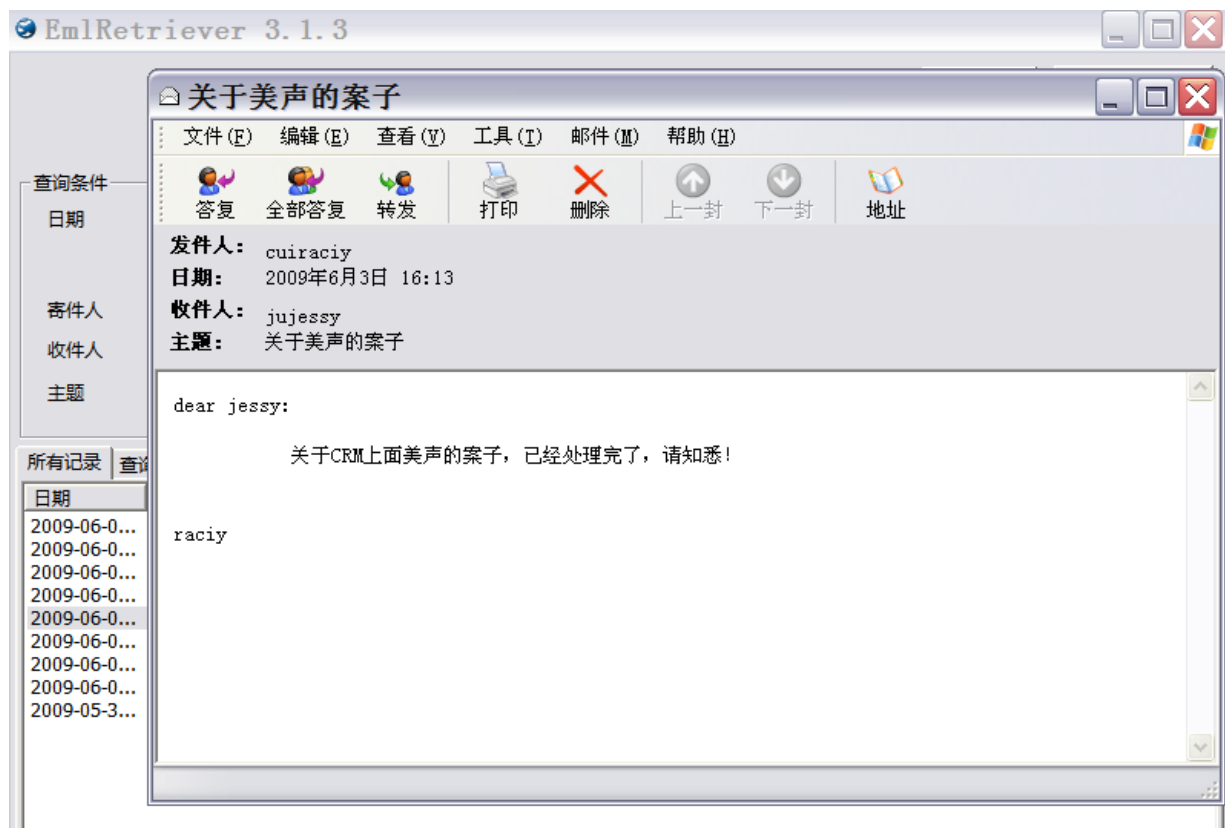 EmlRetriever 3.1.3
关于美声的案子
文件(F) 编辑(E) 查看(V) 工具(T) 邮件(M) 帮助(H)
答复 全部答复 转发 打印 删除 上一封 下一封 地址
发件人: cuiraciy
日期: 2009年6月3日 16:13
收件人: jujessy
主题: 关于美声的案子
查询条件
日期
寄件人
收件人
主题
dear jessy:
关于CRM上面美声的案子,已经处理完了,请知悉!
raciy
所有记录
日期
2009-06-0...
2009-06-0...
2009-06-0...
2009-06-0...
2009-06-0...
2009-06-0...
2009-06-0...
2009-06-0...
2009-05-3...